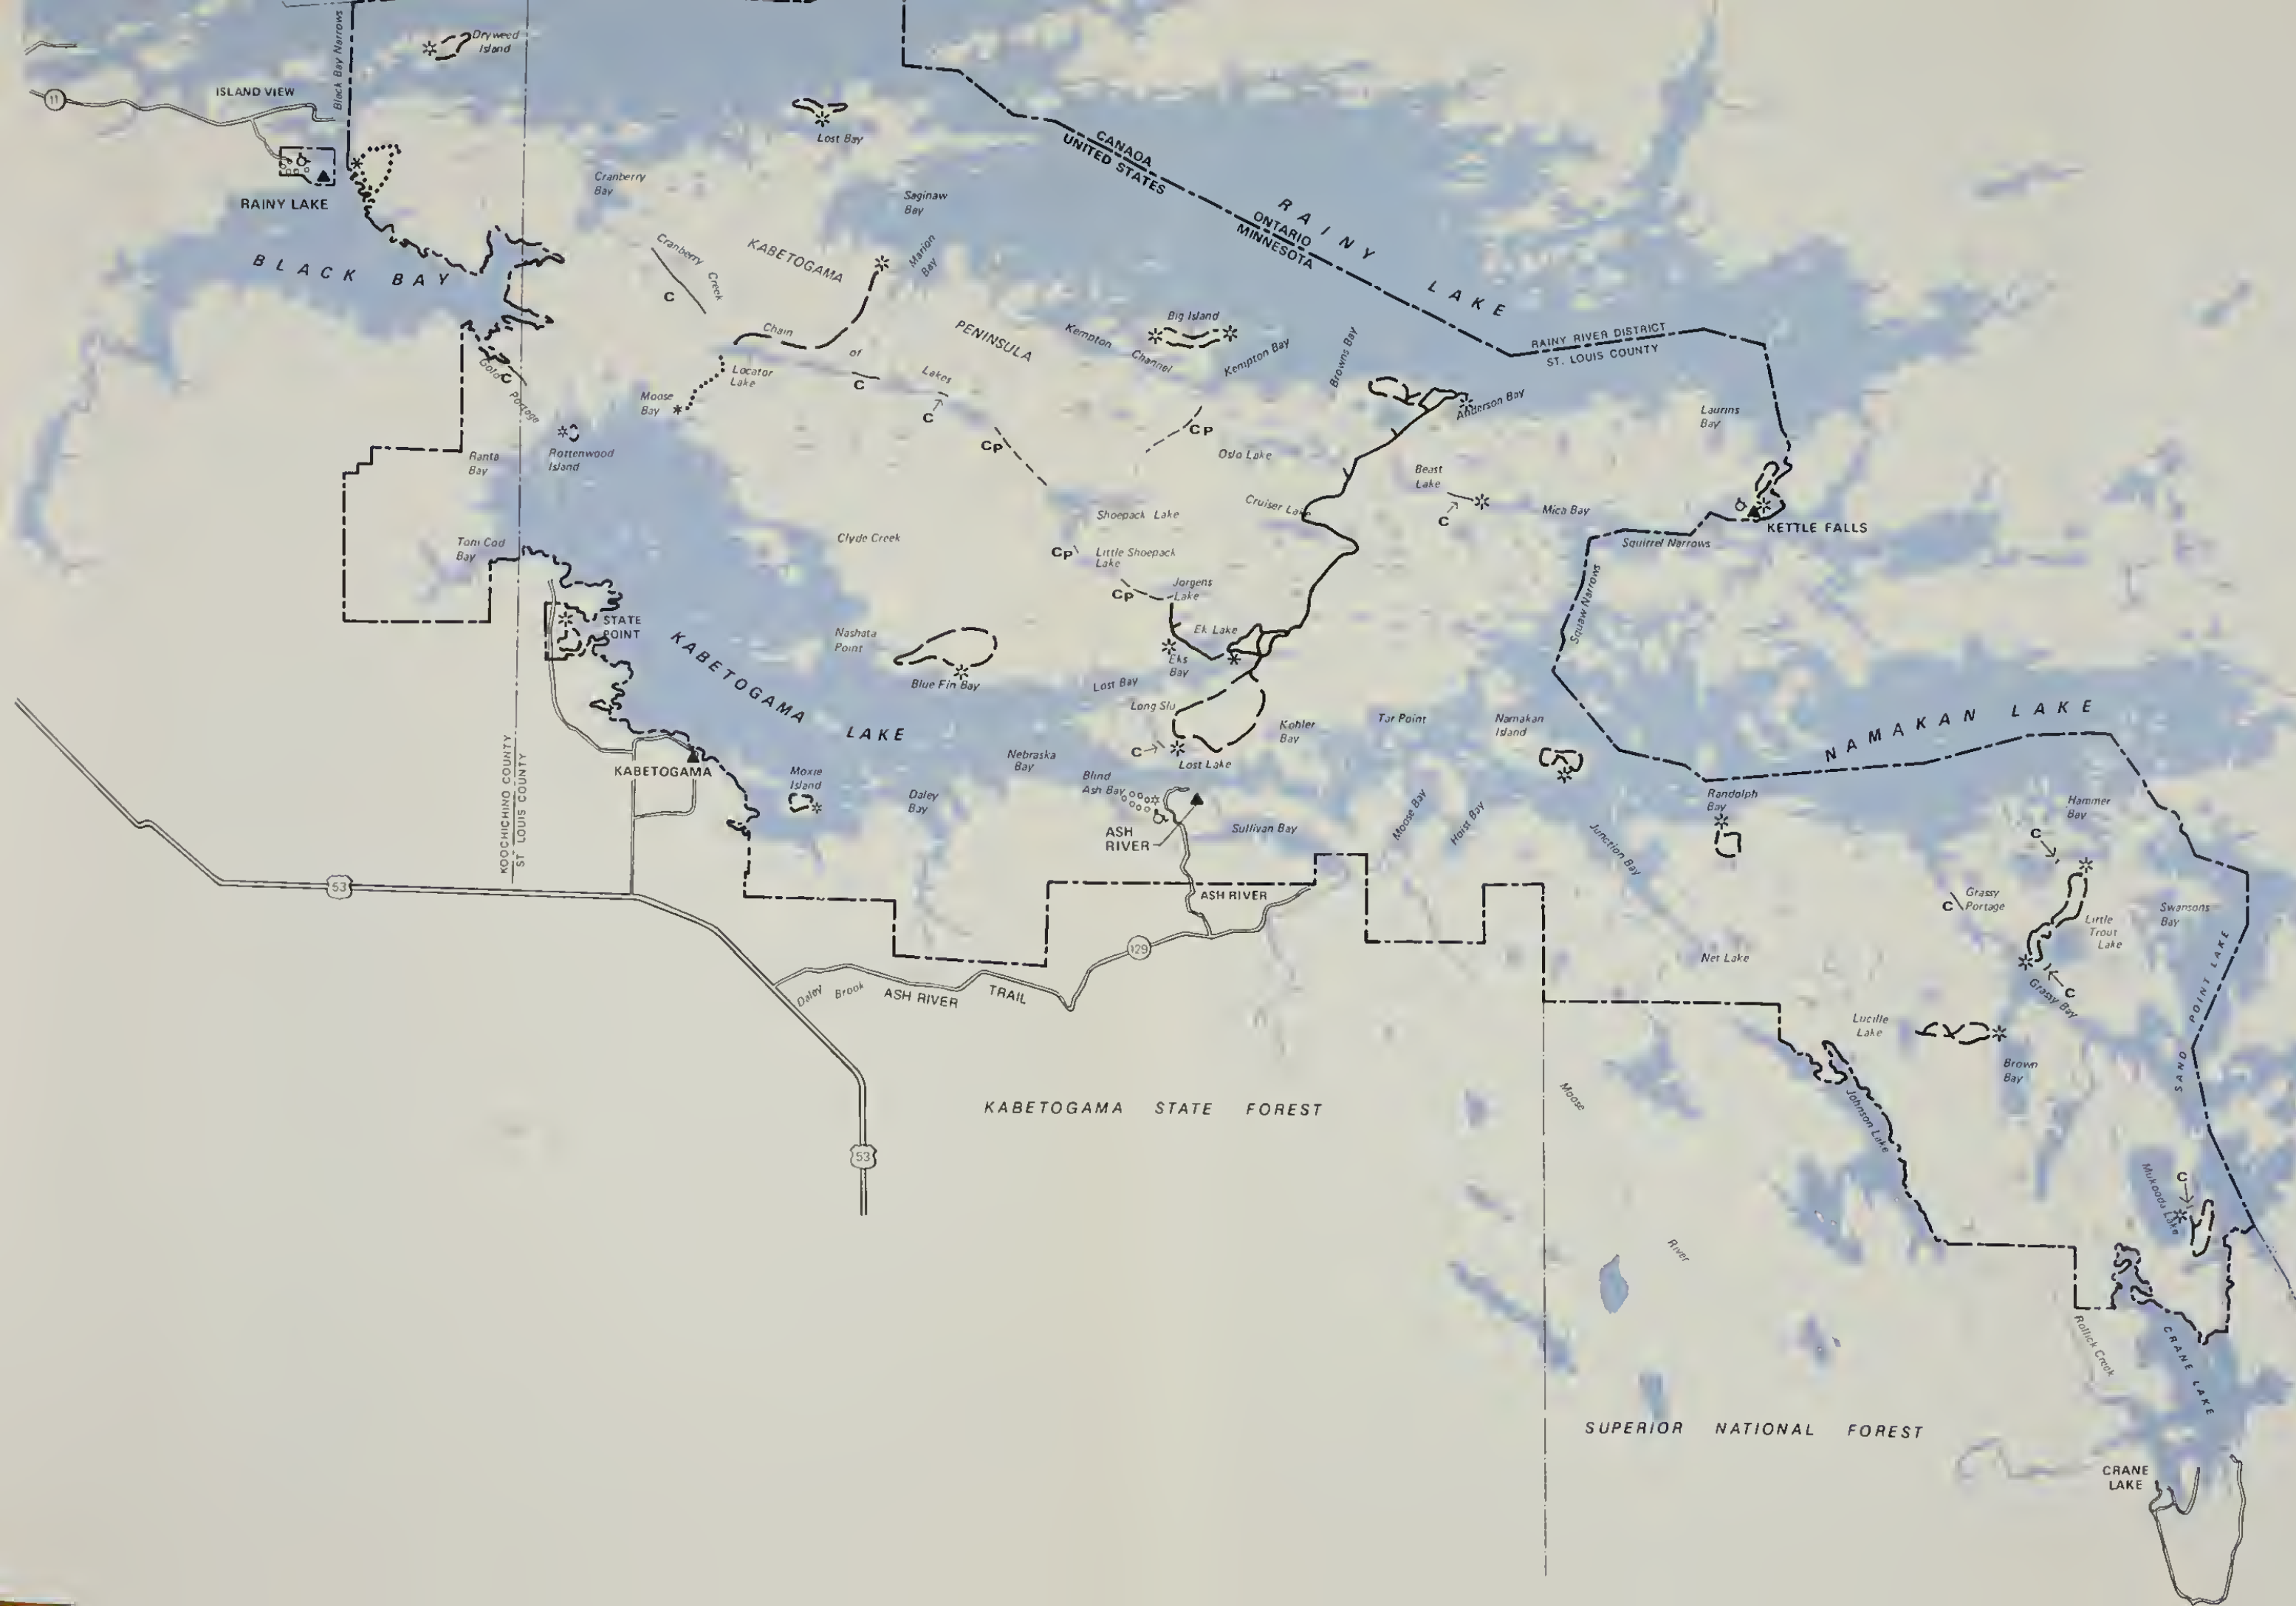 Black Bay Narrows
Dryweed
Island
11
ISLAND VIEW
RAINY LAKE
BLACK BAY
Lost Bay
CANAOA
UNITED STATES
RAINY LAKE
ONTARIO
MINNESOTA
Cranberry
Bay
Saginaw
Bay
Marion
Bay
KABETOGAMA
PENINSULA
Cranberry Creek
C
Chain of Lakes
C
C
Locator
Lake
Moose
Bay
Gold Portage
C
Big Island
Kempton Channel
Kempton Bay
Browns Bay
Anderson Bay
RAINY RIVER DISTRICT
ST. LOUIS COUNTY
Laurins
Bay
Ranta
Bay
Rottenwood
Island
CP
CP
Oslo Lake
Beast
Lake
C
Cruiser Lake
Mica Bay
KETTLE FALLS
Squirrel Narrows
Squaw Narrows
Tom Cod
Bay
Clyde Creek
Shoepack Lake
CP
Little Shoepack
Lake
Jorgens
Lake
CP
STATE
POINT
Nashata
Point
Ek Lake
Eks
Bay
Blue Fin Bay
Lost Bay
Long Slu
KABETOGAMA LAKE
Kohler
Bay
Tar Point
Namakan
Island
NAMAKAN LAKE
C
Lost Lake
Nebraska
Bay
Blind
Ash Bay
KABETOGAMA
Moxie
Island
Daley
Bay
ASH
RIVER
Sullivan Bay
Moose Bay
Hoist Bay
Junction Bay
Randolph
Bay
Hammer
Bay
C
KOOCHICHING COUNTY
ST LOUIS COUNTY
53
ASH RIVER
129
Grassy
Portage
C
Little
Trout
Lake
Swansons
Bay
C
Grassy Bay
Net Lake
SAND POINT LAKE
Daley Brook
ASH RIVER TRAIL
Lucille
Lake
Brown
Bay
Johnson Lake
KABETOGAMA STATE FOREST
Moose River
53
C
Mukooda Lake
Rollick Creek
CRANE LAKE
SUPERIOR NATIONAL FOREST
CRANE
LAKE